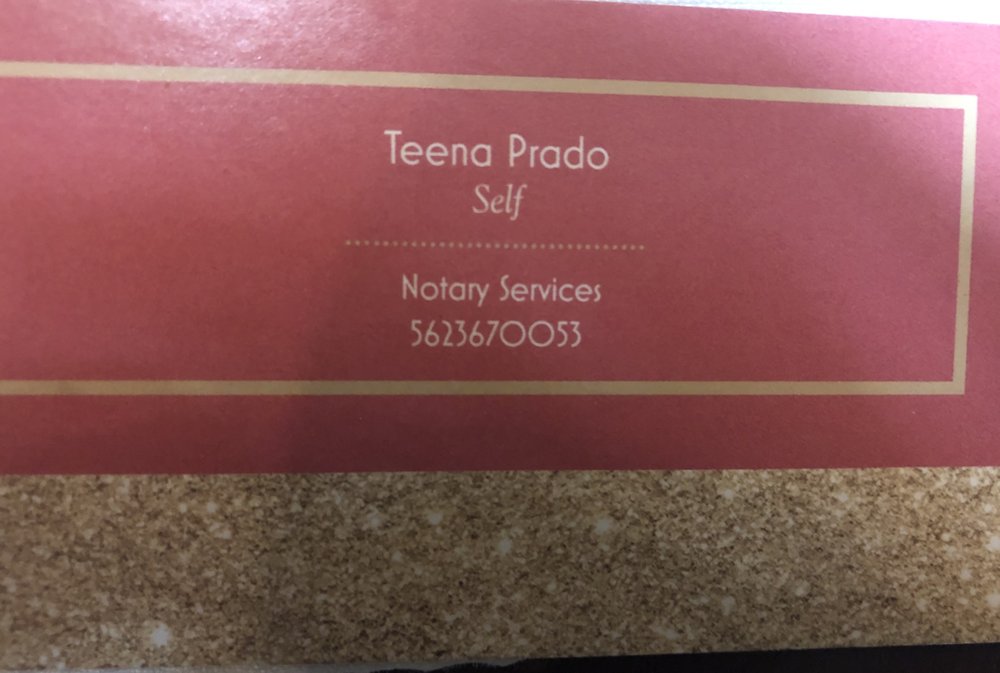 Teena Prado
Self
Notary Services
5623670053